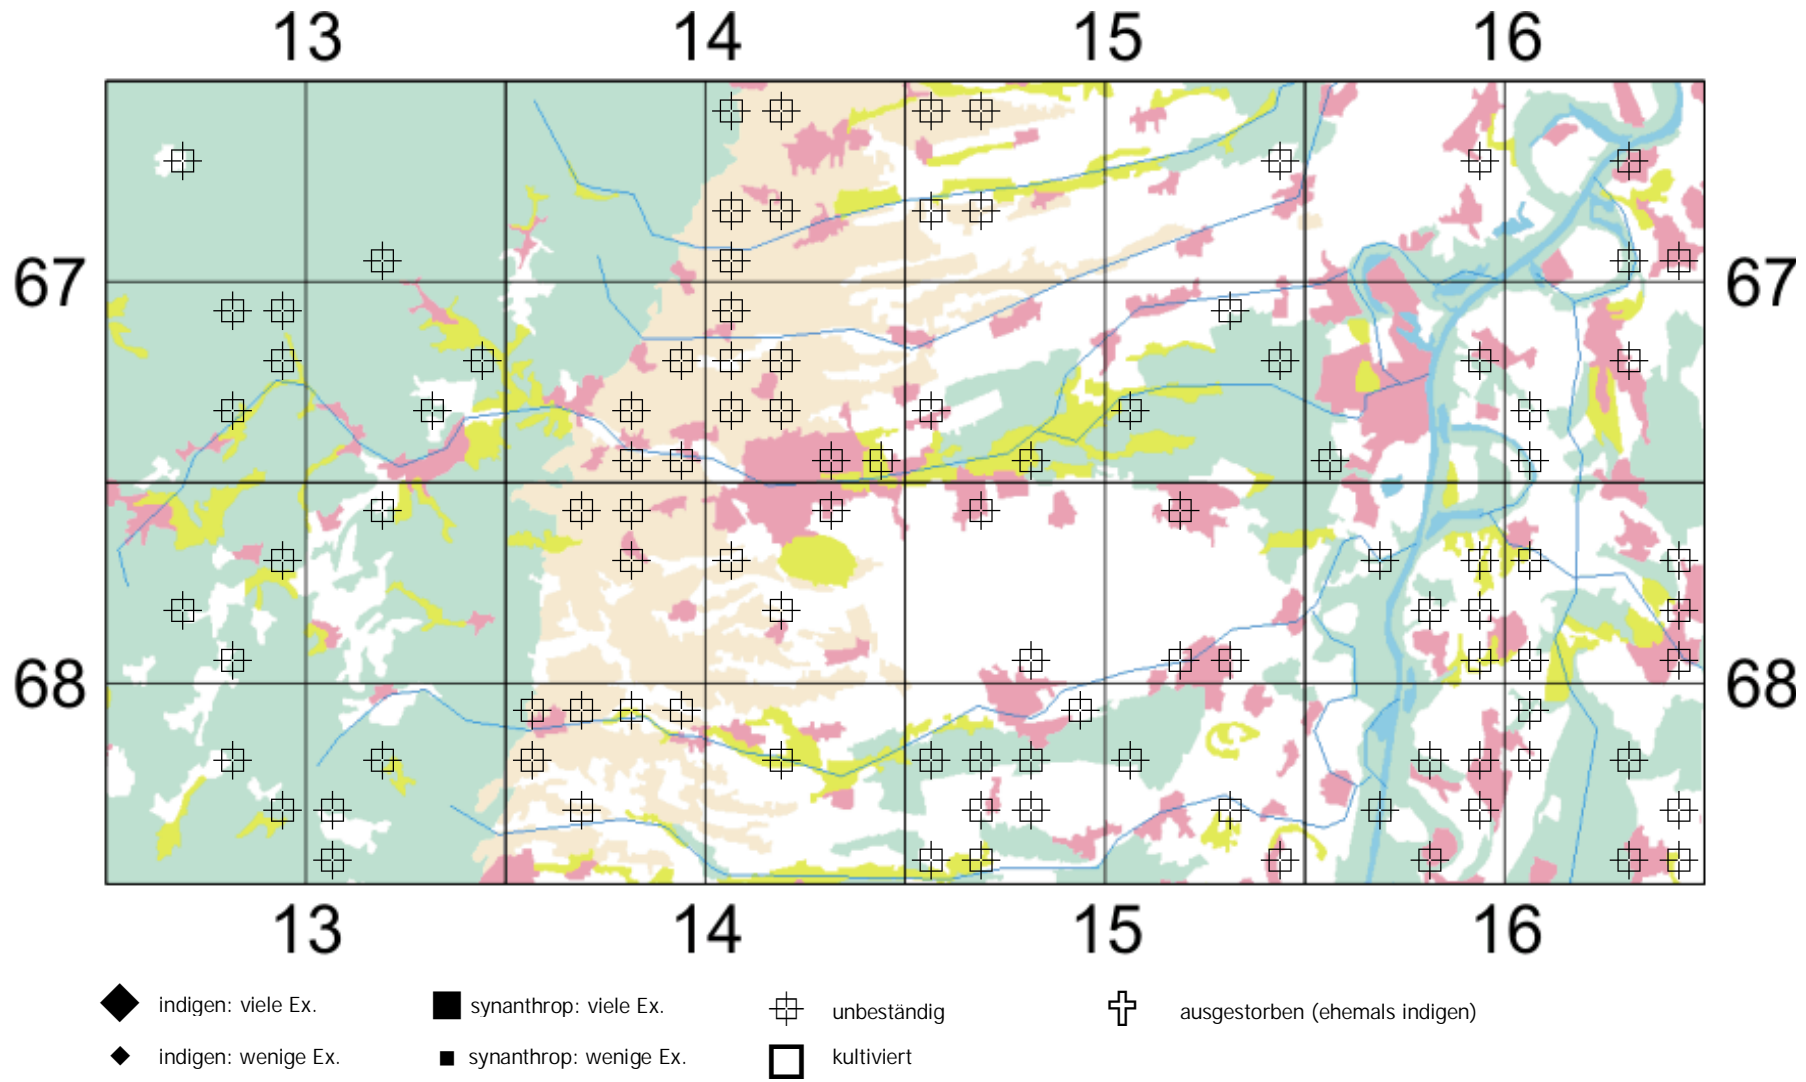 13 14 15 16
67 67
68 68
13 14 15 16
indigen: viele Ex. synanthrop: viele Ex. unbeständig ausgestorben (ehemals indigen)
indigen: wenige Ex. synanthrop: wenige Ex. kultiviert